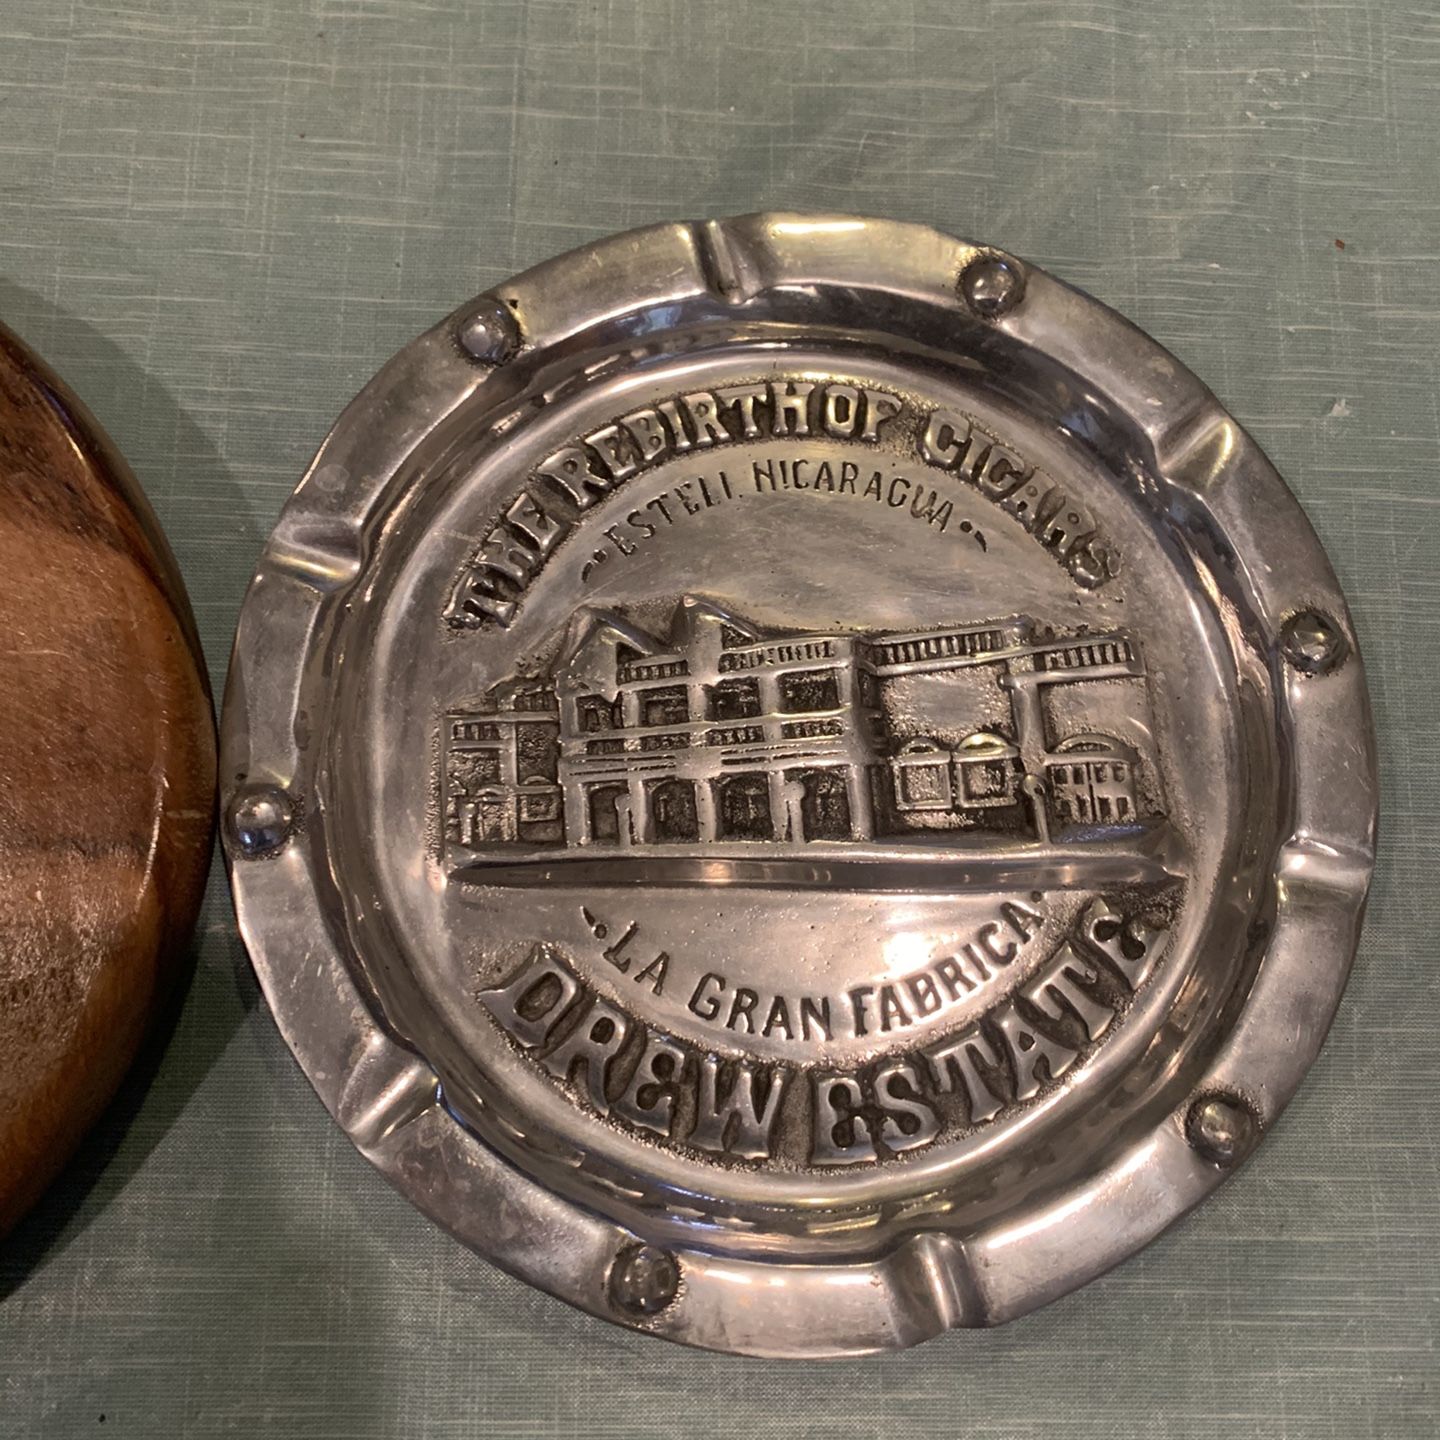 THE REBIRTH OF CIGARS
ESTELI, NICARAGUA
LA GRAN FABRICA
DREW ESTATE